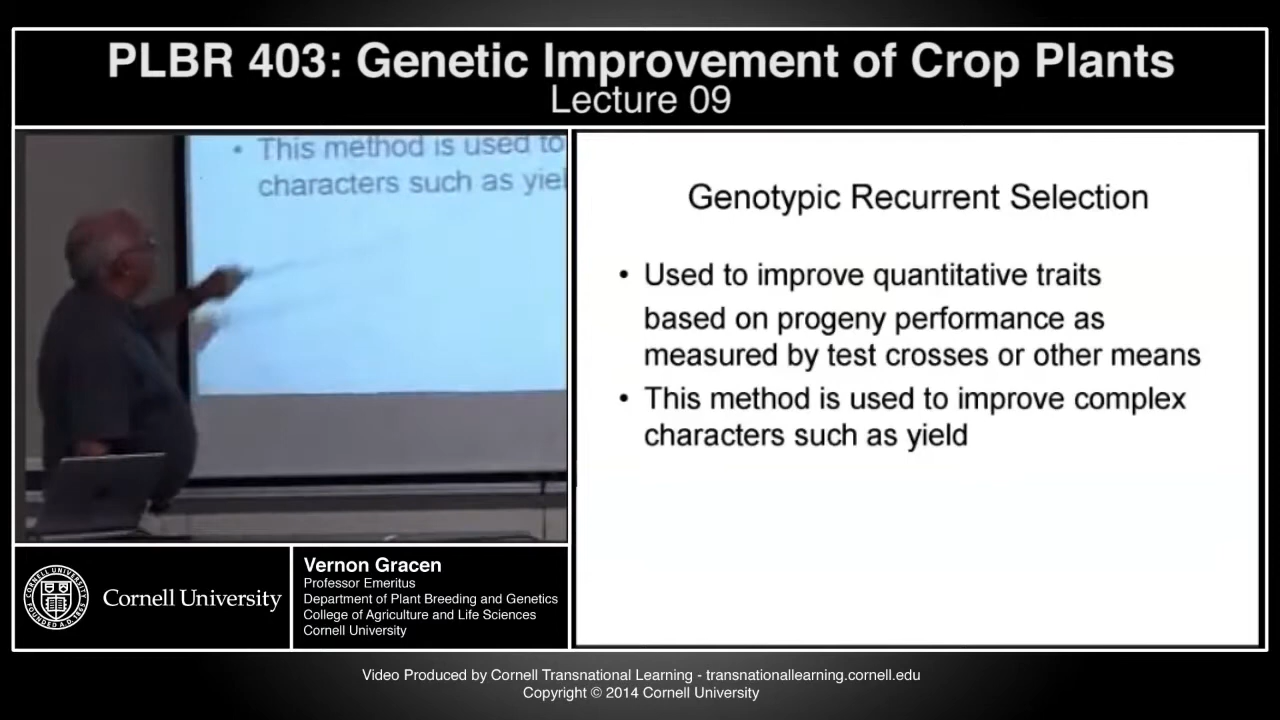 PLBR 403: Genetic Improvement of Crop Plants
Lecture 09
• This method is used to
characters such as yiel
Genotypic Recurrent Selection
• Used to improve quantitative traits
based on progeny performance as
measured by test crosses or other means
• This method is used to improve complex
characters such as yield
CORNELL UNIVERSITY
FOUNDED A.D. 1865
Cornell University
Vernon Gracen
Professor Emeritus
Department of Plant Breeding and Genetics
College of Agriculture and Life Sciences
Cornell University
Video Produced by Cornell Transnational Learning - transnationallearning.cornell.edu
Copyright © 2014 Cornell University